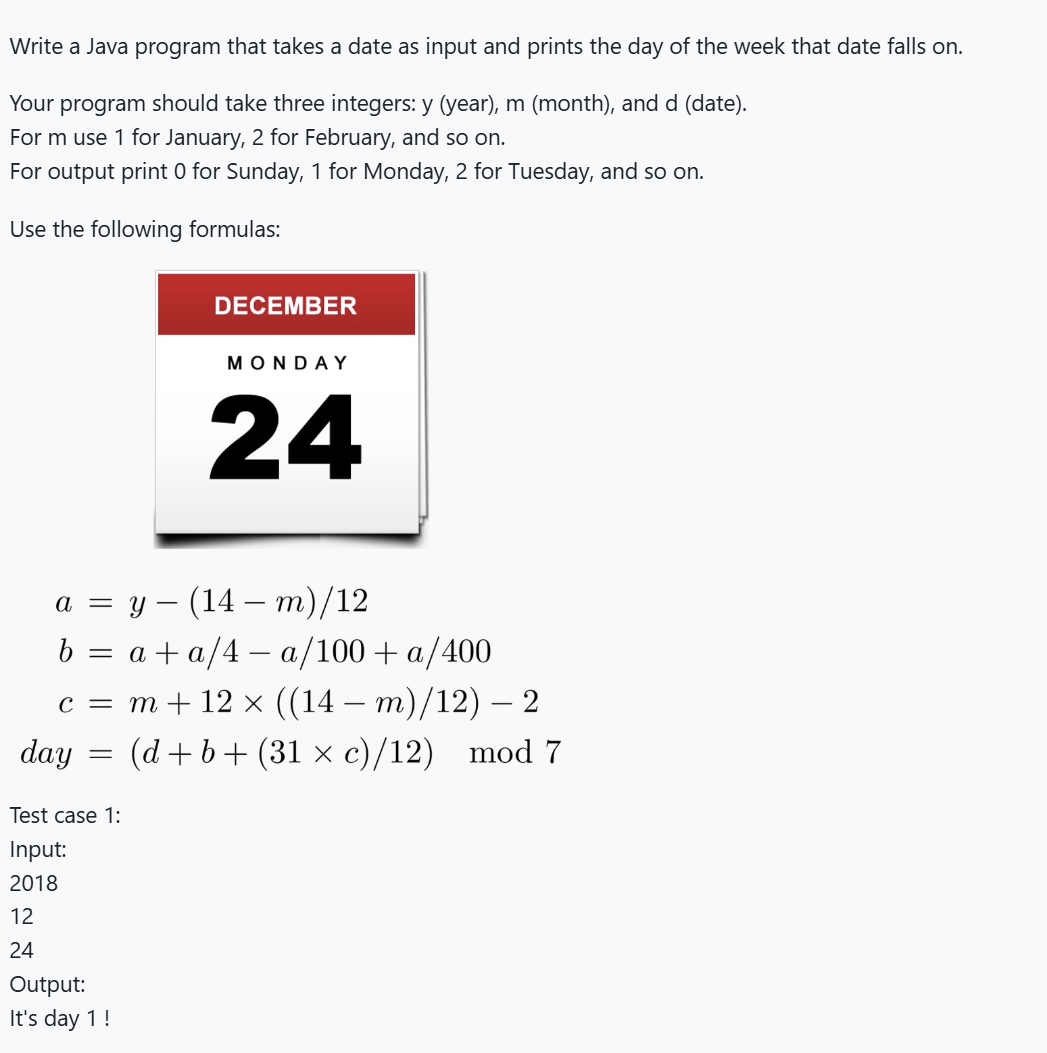 Write a Java program that takes a date as input and prints the day of the week that date falls on.
Your program should take three integers: y (year), m (month), and d (date).
For m use 1 for January, 2 for February, and so on.
For output print 0 for Sunday, 1 for Monday, 2 for Tuesday, and so on.
Use the following formulas:
DECEMBER
MONDAY
24
a = y − (14 − m)/12
b = a + a/4 − a/100 + a/400
c = m + 12 × ((14 − m)/12) − 2
day = (d + b + (31 × c)/12) mod 7
Test case 1:
Input:
2018
12
24
Output:
It's day 1 !